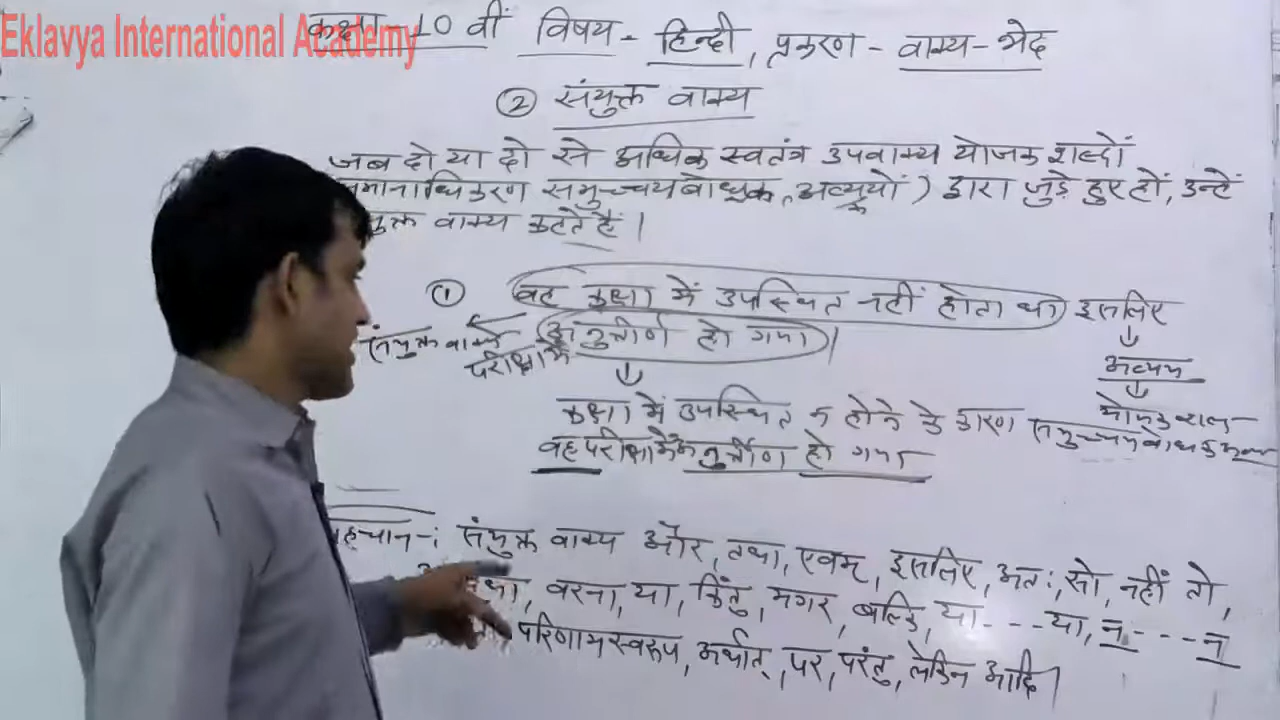 Eklavya International Academy
कक्षा - 10 वीं विषय - हिन्दी, प्रकरण - वाक्य - भेद
② संयुक्त वाक्य
जब दो या दो से अधिक स्वतंत्र उपवाक्य योजक शब्दों
समानाधिकरण समुच्चयबोधक अव्ययों) द्वारा जुड़े हुए हों, उन्हें
वाक्य कहते हैं।
① वह कक्षा में उपस्थित नहीं होता था इसलिए
संयुक्त वाक्य परीक्षा में अनुत्तीर्ण हो गया।
अव्यय
कक्षा में उपस्थित न होने के कारण
योजक शब्द
वह परीक्षा में अनुत्तीर्ण हो गया
समुच्चयबोधक
पहचान -: संयुक्त वाक्य और, तथा, एवम्, इसलिए, अतः, सो, नहीं तो,
वरना, या, किंतु, मगर, बल्कि, या - - - या, न - - - न
परिणामस्वरूप, अर्थात्, पर, परंतु, लेकिन आदि।